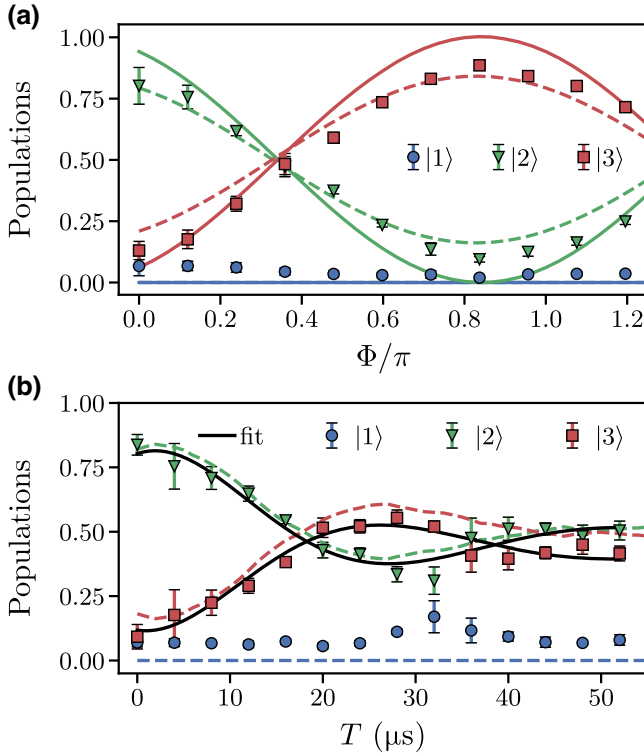 (a)
Populations
1.00
0.75
0.50
0.25
0.00
|1⟩ |2⟩ |3⟩
0.0 0.2 0.4 0.6 0.8 1.0 1.2
Φ/π
(b)
Populations
1.00
0.75
0.50
0.25
0.00
fit |1⟩ |2⟩ |3⟩
0 10 20 30 40 50
T (μs)